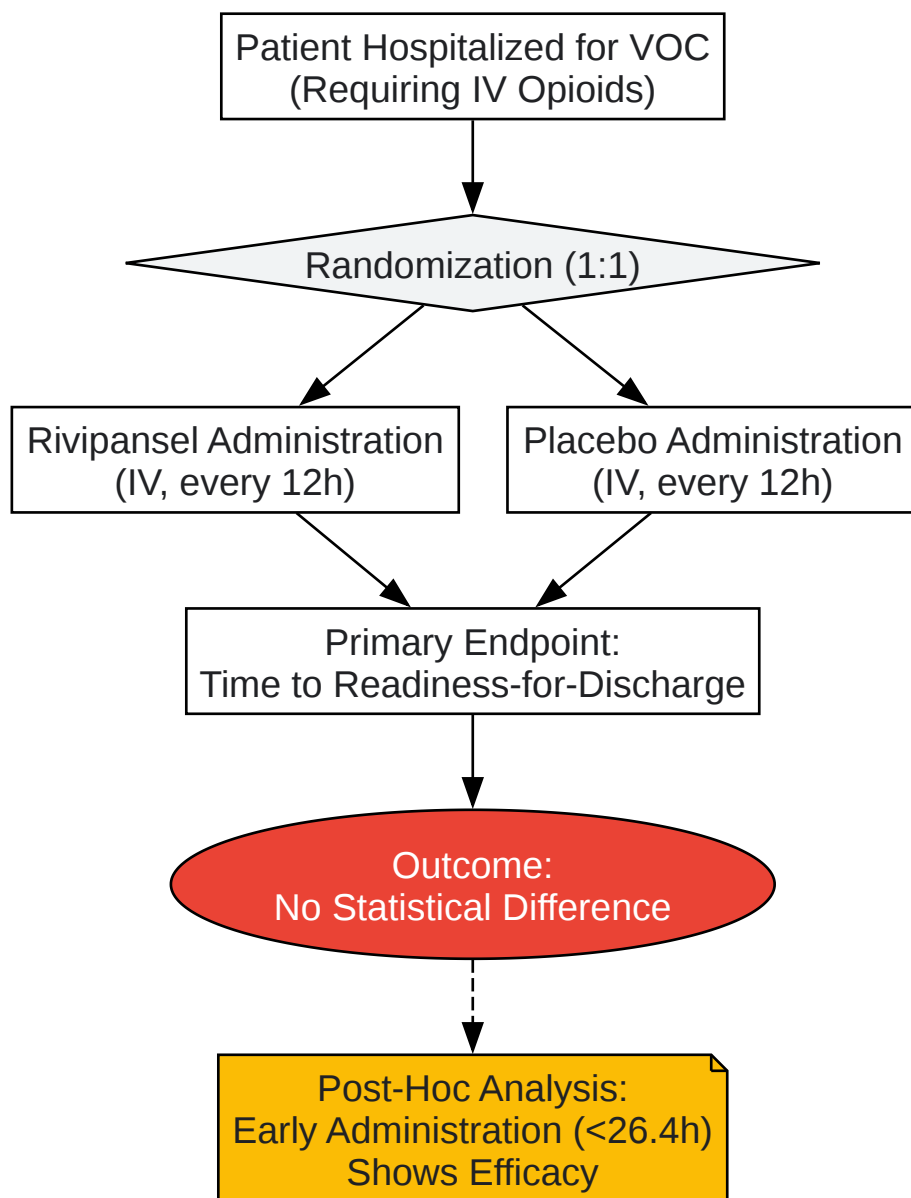 Patient Hospitalized for VOC
(Requiring IV Opioids)
Randomization (1:1)
Rivipansel Administration
(IV, every 12h)
Placebo Administration
(IV, every 12h)
Primary Endpoint:
Time to Readiness-for-Discharge
Outcome:
No Statistical Difference
Post-Hoc Analysis:
Early Administration (<26.4h)
Shows Efficacy